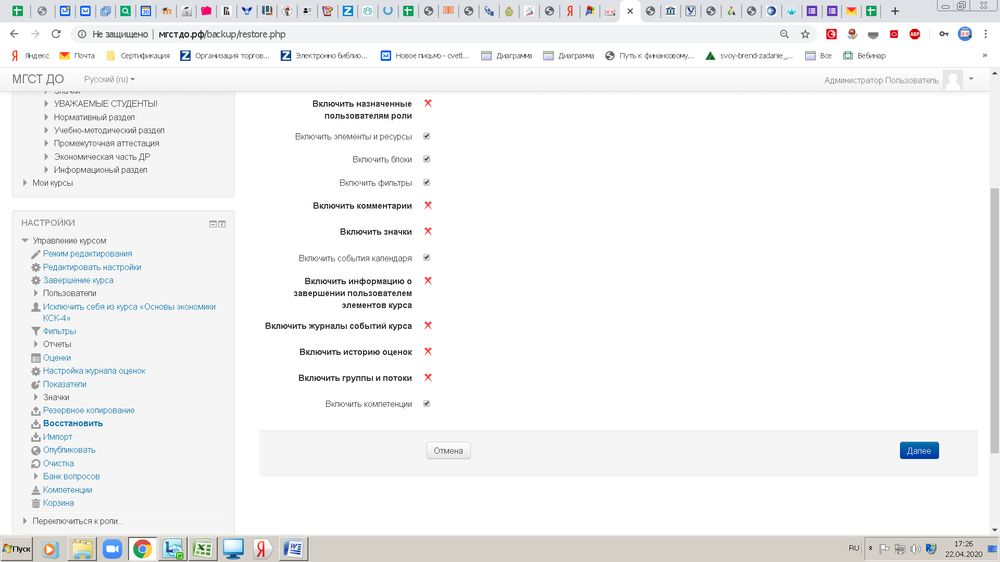 Не защищено | мгстдо.рф/backup/restore.php
Яндекс
Почта
Сертификация
Организация торгов...
Электронно библио...
Новое письмо - cvetl...
Диаграмма
Диаграмма
Путь к финансовому...
svoy-brend-zadanie_...
Все
Вебинар
»
МГСТ ДО
Русский (ru)
Администратор Пользователь
Значки
УВАЖАЕМЫЕ СТУДЕНТЫ!
Нормативный раздел
Учебно-методический раздел
Промежуточная аттестация
Экономическая часть ДР
Информационый раздел
Мои курсы
НАСТРОЙКИ
Управление курсом
Режим редактирования
Редактировать настройки
Завершение курса
Пользователи
Исключить себя из курса «Основы экономики
КСК-4»
Фильтры
Отчеты
Оценки
Настройка журнала оценок
Показатели
Значки
Резервное копирование
Восстановить
Импорт
Опубликовать
Очистка
Банк вопросов
Компетенции
Корзина
Переключиться к роли...
Включить назначенные
пользователям роли
Включить элементы и ресурсы
Включить блоки
Включить фильтры
Включить комментарии
Включить значки
Включить события календаря
Включить информацию о
завершении пользователем
элементов курса
Включить журналы событий курса
Включить историю оценок
Включить группы и потоки
Включить компетенции
Отмена
Далее
Пуск
RU
17:26
22.04.2020